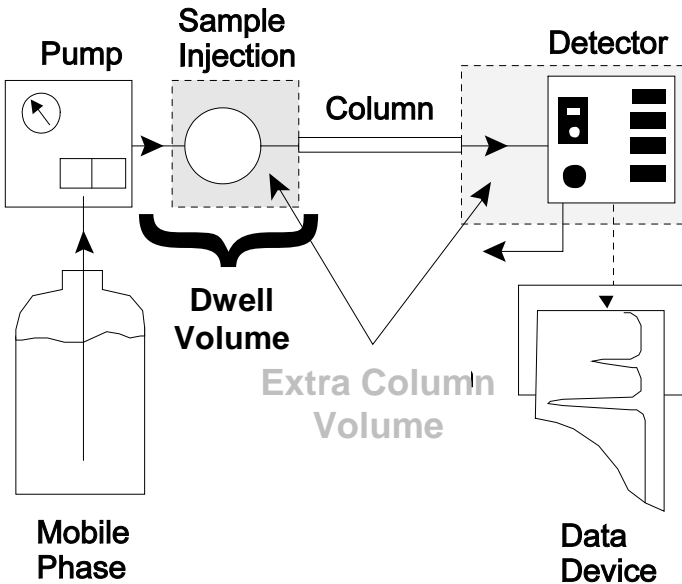 Sample
Injection
Pump
Detector
Column
Dwell
Volume
Extra Column
Volume
Mobile
Phase
Data
Device